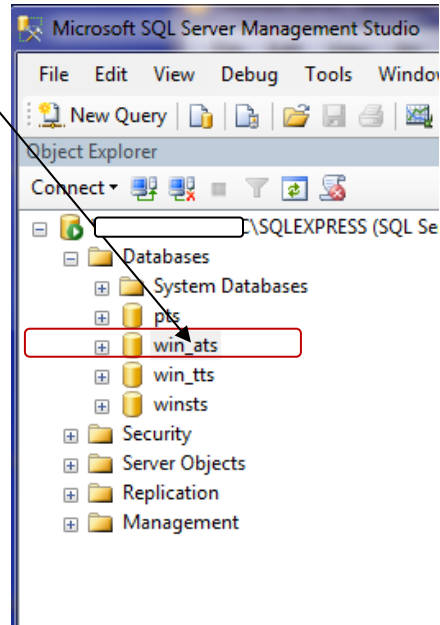 Microsoft SQL Server Management Studio
File Edit View Debug Tools Window
New Query
Object Explorer
Connect
C\SQLEXPRESS (SQL Se
Databases
System Databases
pts
win_ats
win_tts
winsts
Security
Server Objects
Replication
Management